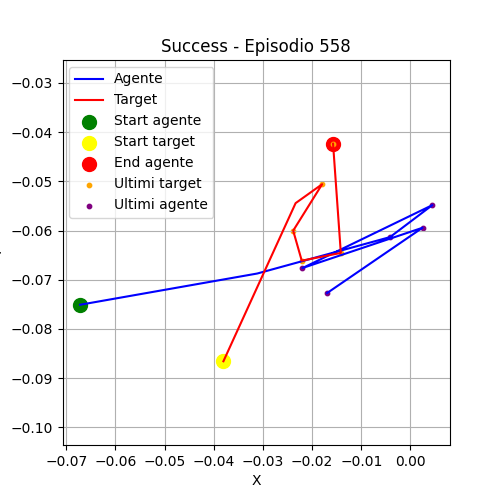 Success - Episodio 558
Agente
Target
Start agente
Start target
End agente
Ultimi target
Ultimi agente
−0.03
−0.04
−0.05
−0.06
−0.07
−0.08
−0.09
−0.10
−0.07 −0.06 −0.05 −0.04 −0.03 −0.02 −0.01 0.00
X